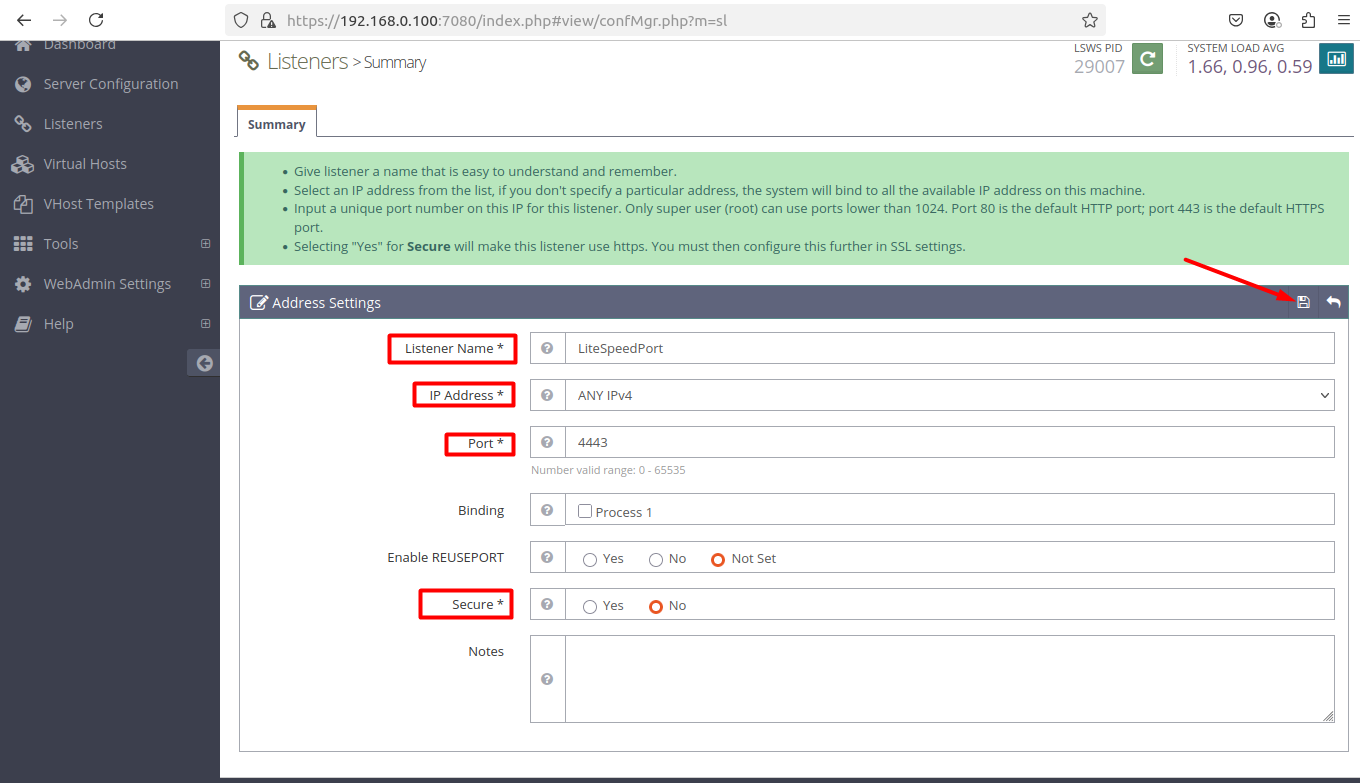 https://192.168.0.100:7080/index.php#view/confMgr.php?m=sl
Dashboard
Server Configuration
Listeners
Virtual Hosts
VHost Templates
Tools
WebAdmin Settings
Help
Listeners > Summary
LSWS PID
29007
SYSTEM LOAD AVG
1.66, 0.96, 0.59
Summary
Give listener a name that is easy to understand and remember.
Select an IP address from the list, if you don't specify a particular address, the system will bind to all the available IP address on this machine.
Input a unique port number on this IP for this listener. Only super user (root) can use ports lower than 1024. Port 80 is the default HTTP port; port 443 is the default HTTPS
port.
Selecting "Yes" for Secure will make this listener use https. You must then configure this further in SSL settings.
Address Settings
Listener Name * LiteSpeedPort
IP Address * ANY IPv4
Port * 4443
Number valid range: 0 - 65535
Binding Process 1
Enable REUSEPORT Yes No Not Set
Secure * Yes No
Notes